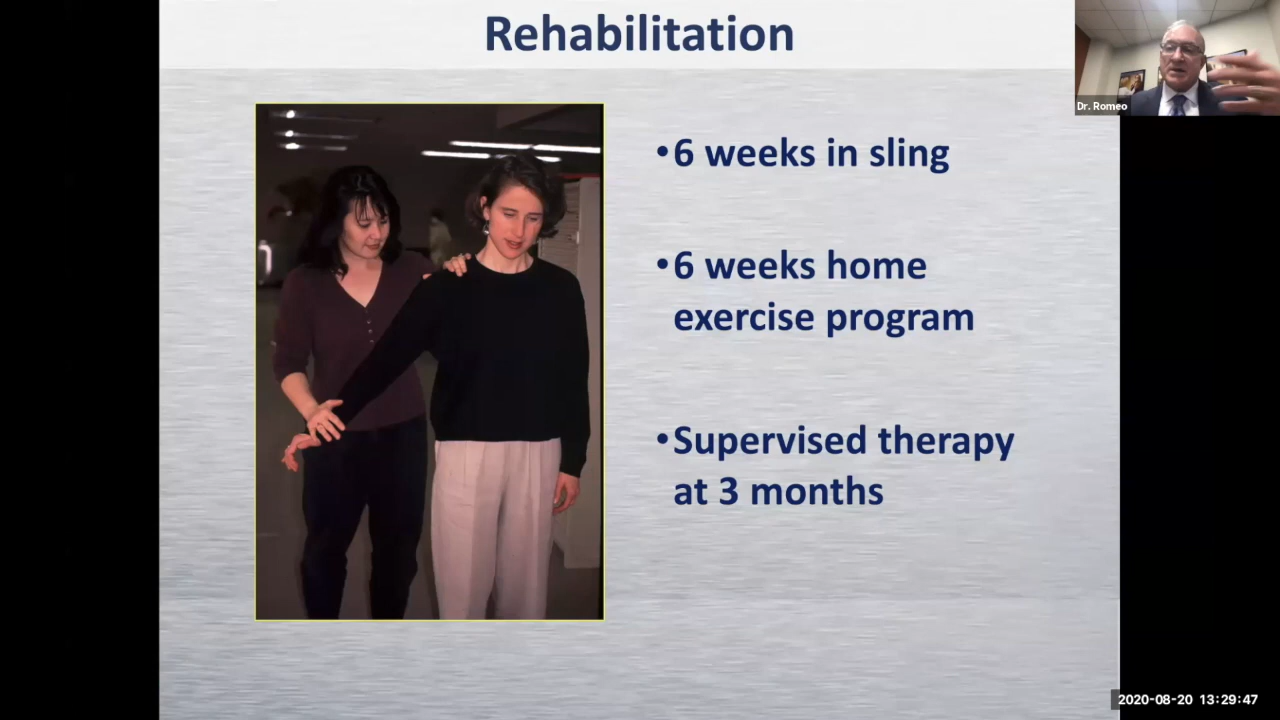 Rehabilitation
Dr. Romeo
•6 weeks in sling
•6 weeks home
exercise program
•Supervised therapy
at 3 months
2020-08-20 13:29:47